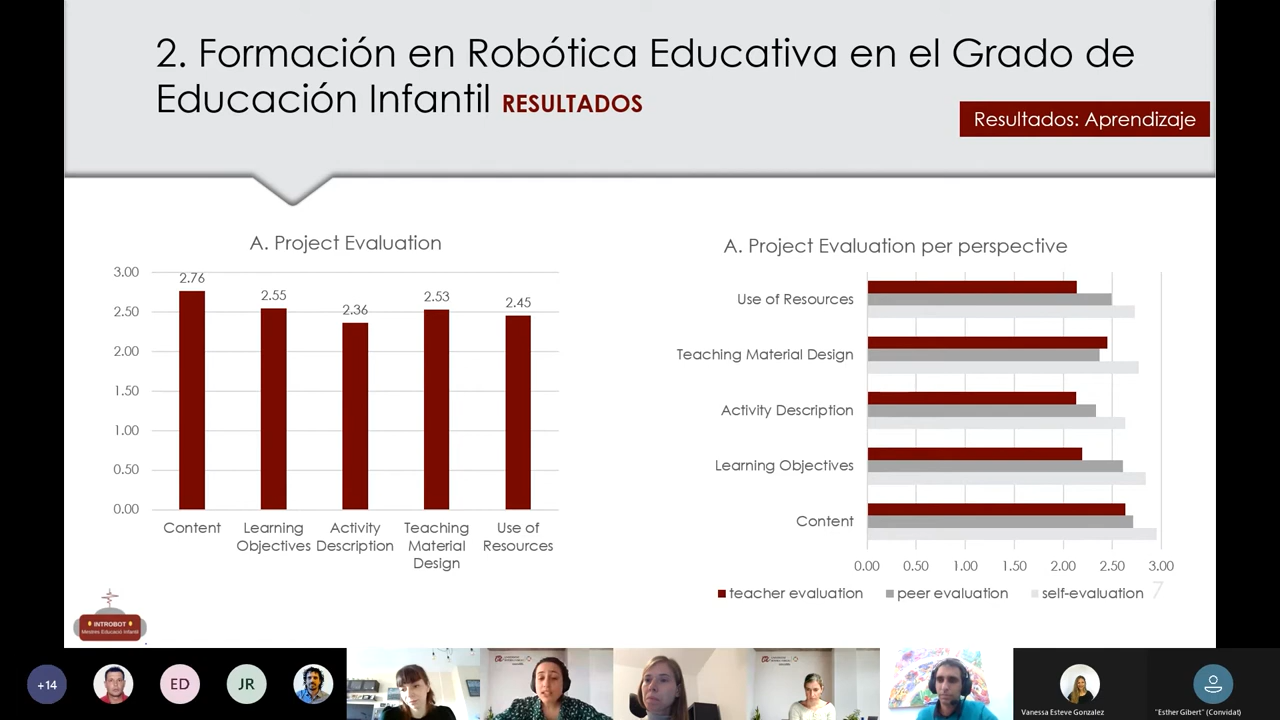 2. Formación en Robótica Educativa en el Grado de
Educación Infantil RESULTADOS
Resultados: Aprendizaje
A. Project Evaluation
3.00
2.50
2.00
1.50
1.00
0.50
0.00
2.76
2.55
2.36
2.53
2.45
Content
Learning
Objectives
Activity
Description
Teaching
Material
Design
Use of
Resources
A. Project Evaluation per perspective
Use of Resources
Teaching Material Design
Activity Description
Learning Objectives
Content
0.00 0.50 1.00 1.50 2.00 2.50 3.00
teacher evaluation peer evaluation self-evaluation
7
INTROBOT
Mestres Educació Infantil
+14
ED
JR
Vanessa Esteve Gonzalez
"Esther Gibert" (Convidat)